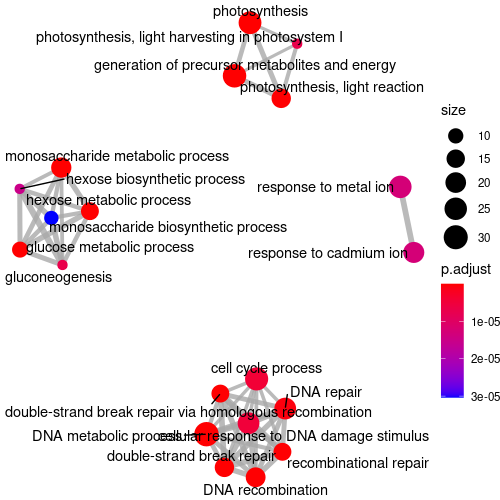 photosynthesis
photosynthesis, light harvesting in photosystem I
generation of precursor metabolites and energy
photosynthesis, light reaction
monosaccharide metabolic process
hexose biosynthetic process
hexose metabolic process
monosaccharide biosynthetic process
glucose metabolic process
gluconeogenesis
response to metal ion
response to cadmium ion
cell cycle process
DNA repair
double-strand break repair via homologous recombination
DNA metabolic process
cellular response to DNA damage stimulus
double-strand break repair
recombinational repair
DNA recombination
size
10
15
20
25
30
p.adjust
1e-05
2e-05
3e-05